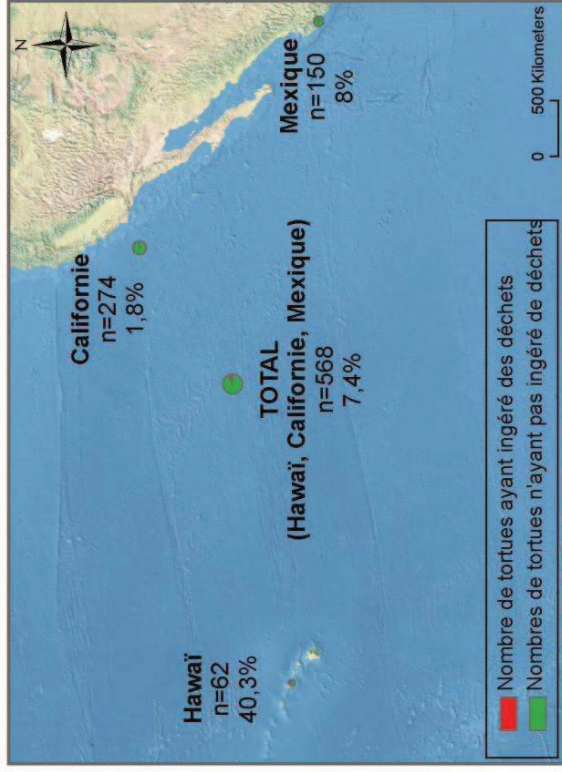 N
Californie
n=274
1,8%
Mexique
n=150
8%
Hawaï
n=62
40,3%
TOTAL
(Hawaï, Californie, Mexique)
n=568
7,4%
Nombre de tortues ayant ingéré des déchets
Nombres de tortues n'ayant pas ingéré de déchets
0 500 Kilometers